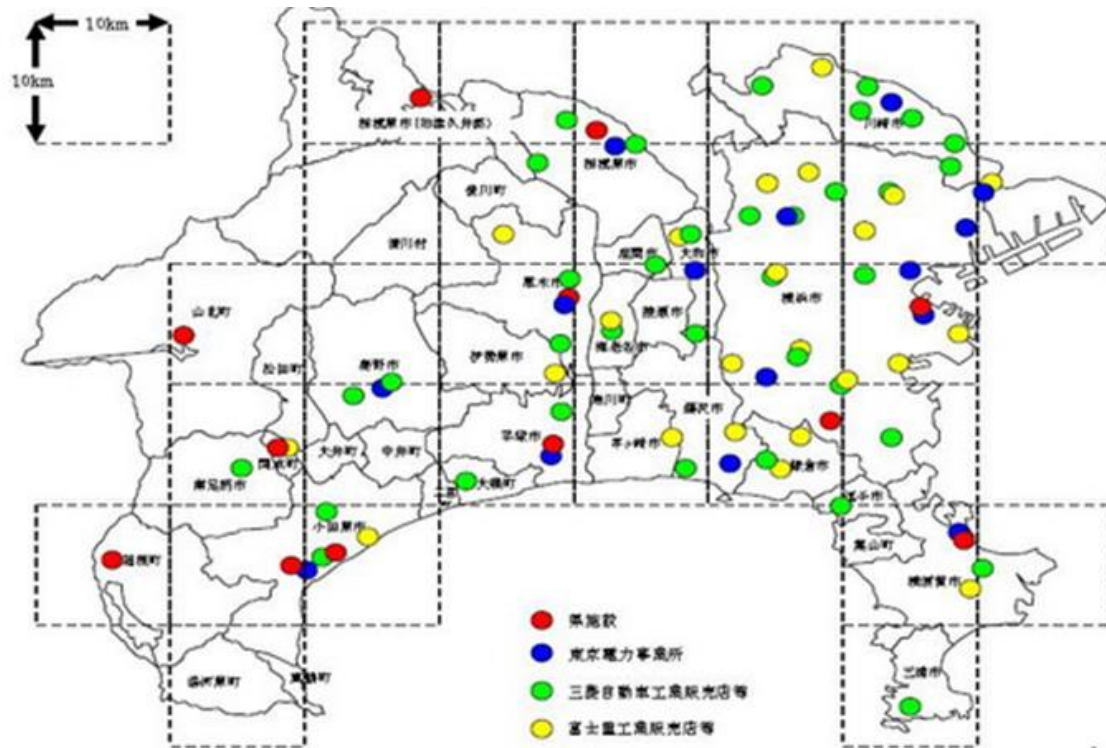 10km
10km
相模原市(旧津久井郡)
川崎市
相模原市
愛川町
清川村
座間市
大和市
厚木市
横浜市
山北町
綾瀬市
海老名市
伊勢原市
松田町
秦野市
寒川町
藤沢市
平塚市
茅ヶ崎市
大井町
中井町
開成町
鎌倉市
南足柄市
大磯町
二宮
逗子市
小田原市
葉山町
箱根町
横須賀市
県施設
東京電力事業所
三浦市
湯河原町
真鶴町
三菱自動車工業販売店等
富士重工業販売店等